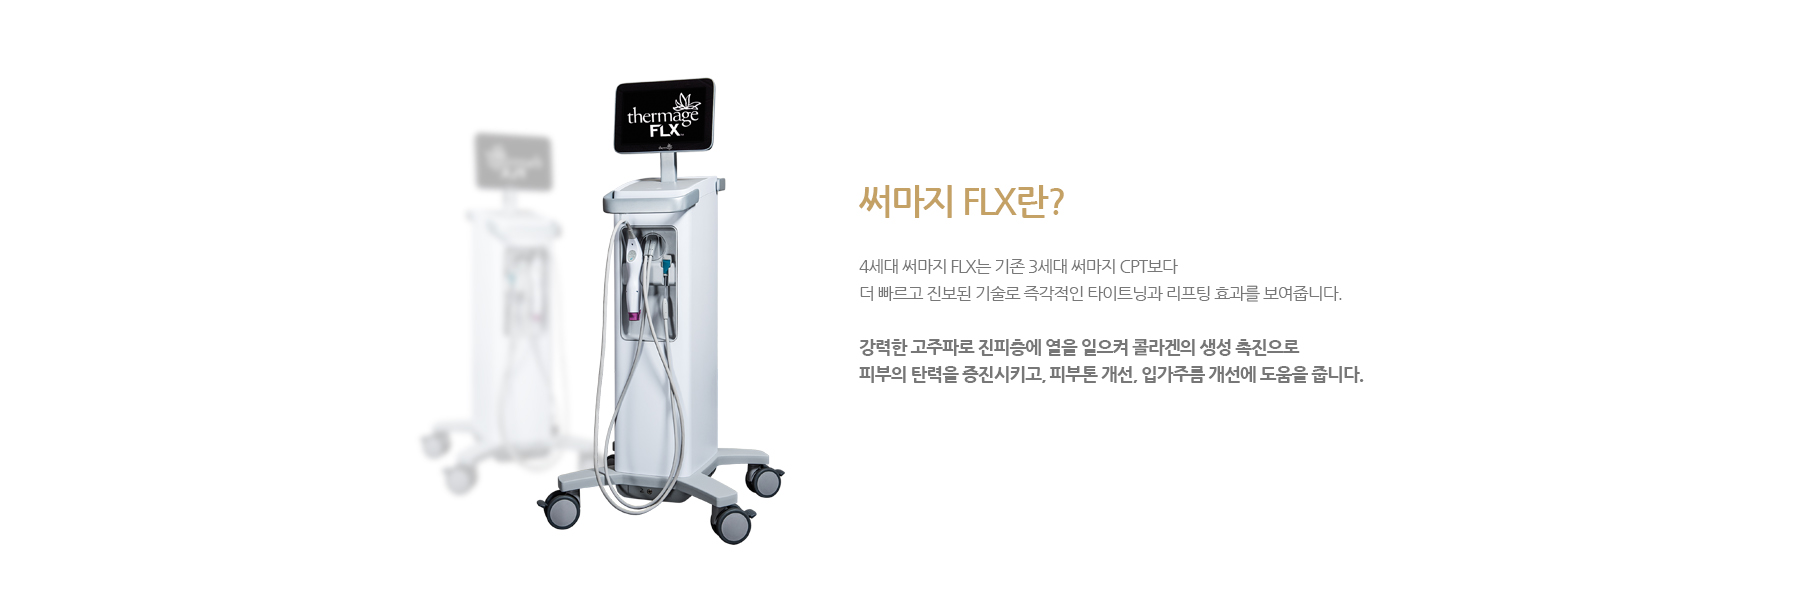 thermage
FLX
써마지 FLX란?
4세대 써마지 FLX는 기존 3세대 써마지 CPT보다
더 빠르고 진보된 기술로 즉각적인 타이트닝과 리프팅 효과를 보여줍니다.
강력한 고주파로 진피층에 열을 일으켜 콜라겐의 생성 촉진으로
피부의 탄력을 증진시키고, 피부톤 개선, 입가주름 개선에 도움을 줍니다.